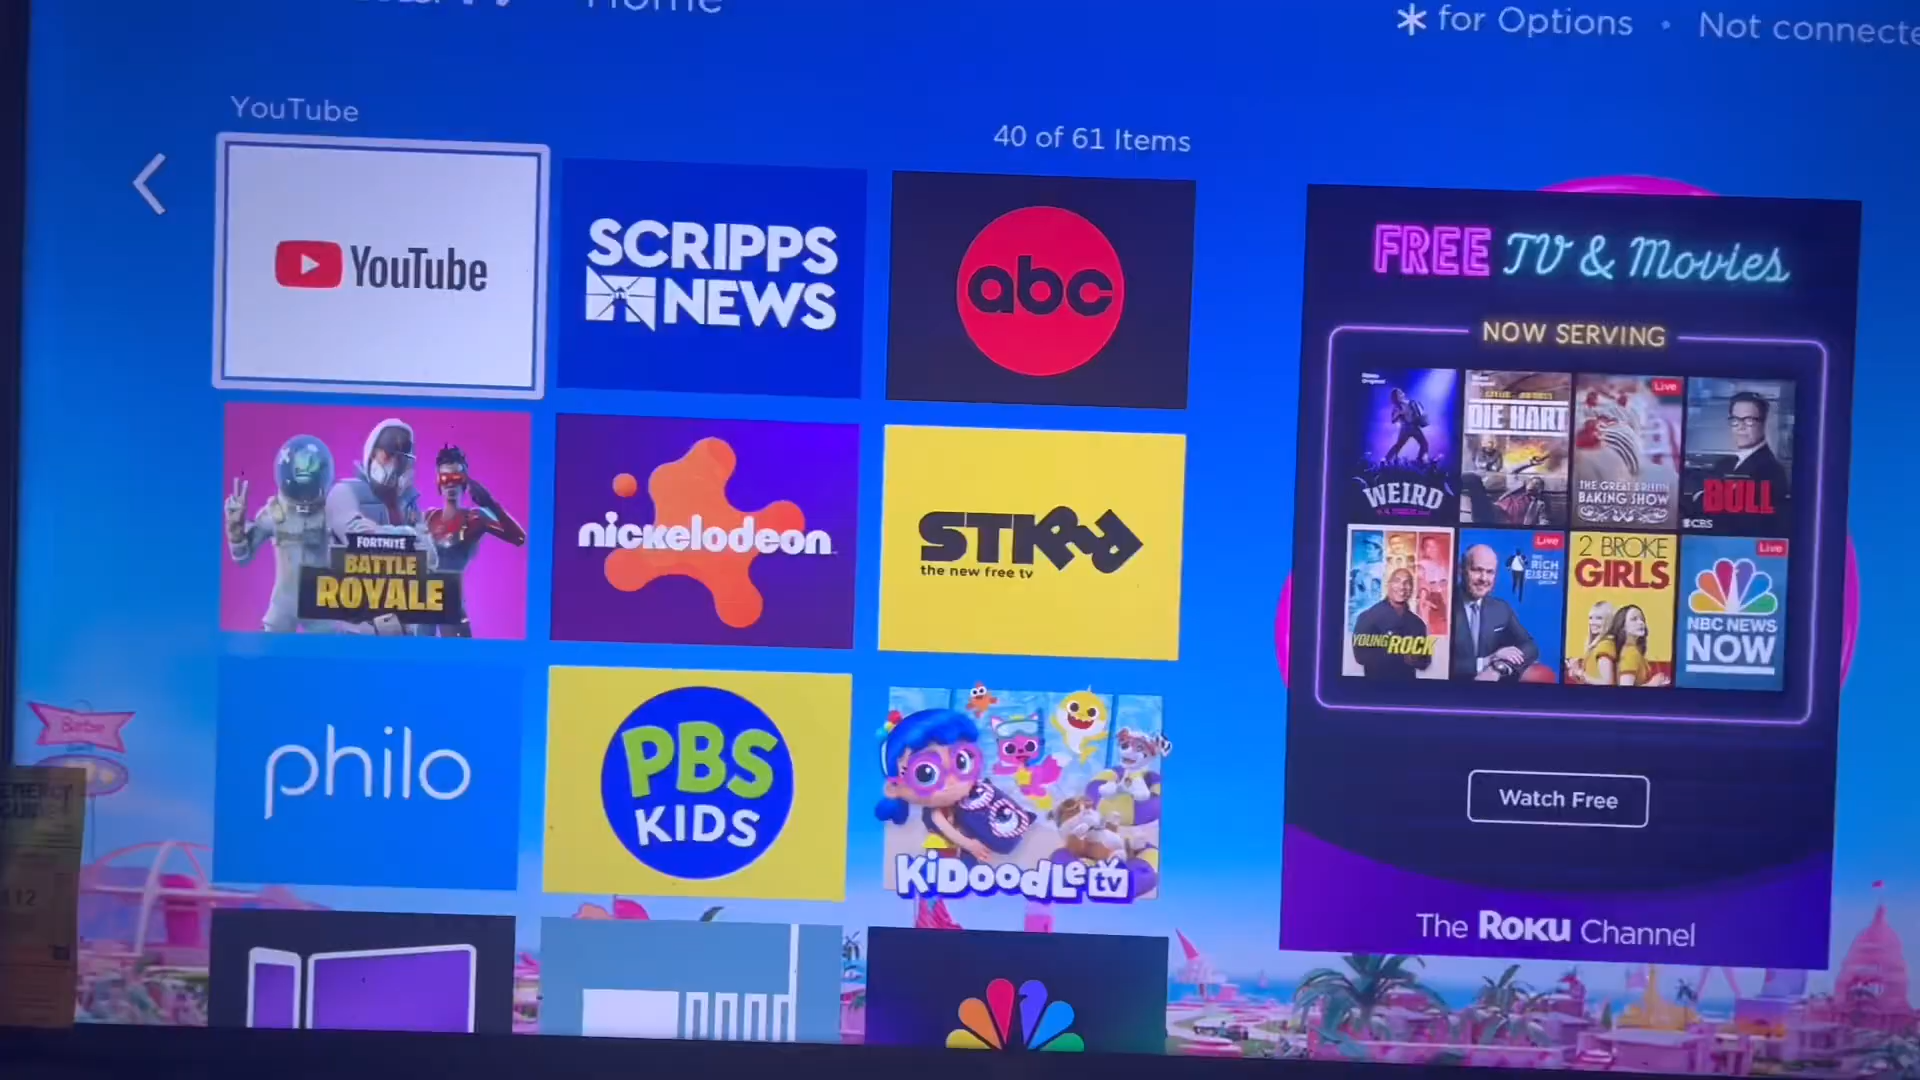 Home
* for Options • Not connecte
YouTube
40 of 61 Items
YouTube
SCRIPPS
NEWS
abc
FORTNITE
BATTLE
ROYALE
nickelodeon
STIRR
the new free tv
philo
PBS
KIDS
KiDoodLe tv
FREE TV & Movies
NOW SERVING
WEIRD
DIE HART
Live
THE GREAT BRITISH
BAKING SHOW
BULL
CBS
YOUNG ROCK
Live
RICH
EISEN
SHOW
2 BROKE
GIRLS
Live
NBC NEWS
NOW
Watch Free
The Roku Channel
Barbie